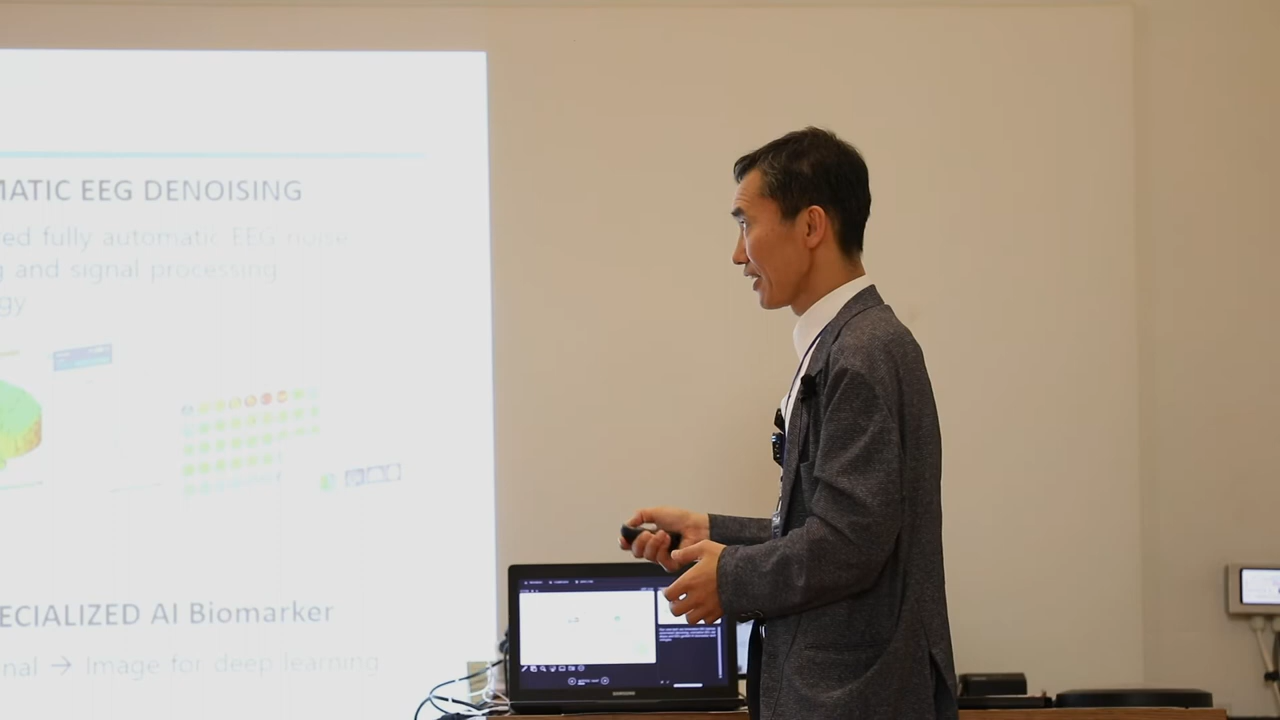 MATIC EEG DENOISING
ed fully automatic EEG noise
g and signal processing
gy
ECIALIZED AI Biomarker
nal → Image for deep learning
SAMSUNG